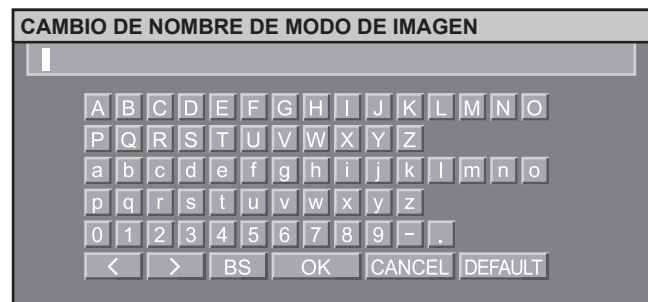 CAMBIO DE NOMBRE DE MODO DE IMAGEN
A B C D E F G H I J K L M N O
P Q R S T U V W X Y Z
a b c d e f g h i j k l m n o
p q r s t u v w x y z
0 1 2 3 4 5 6 7 8 9 - .
< > BS OK CANCEL DEFAULT